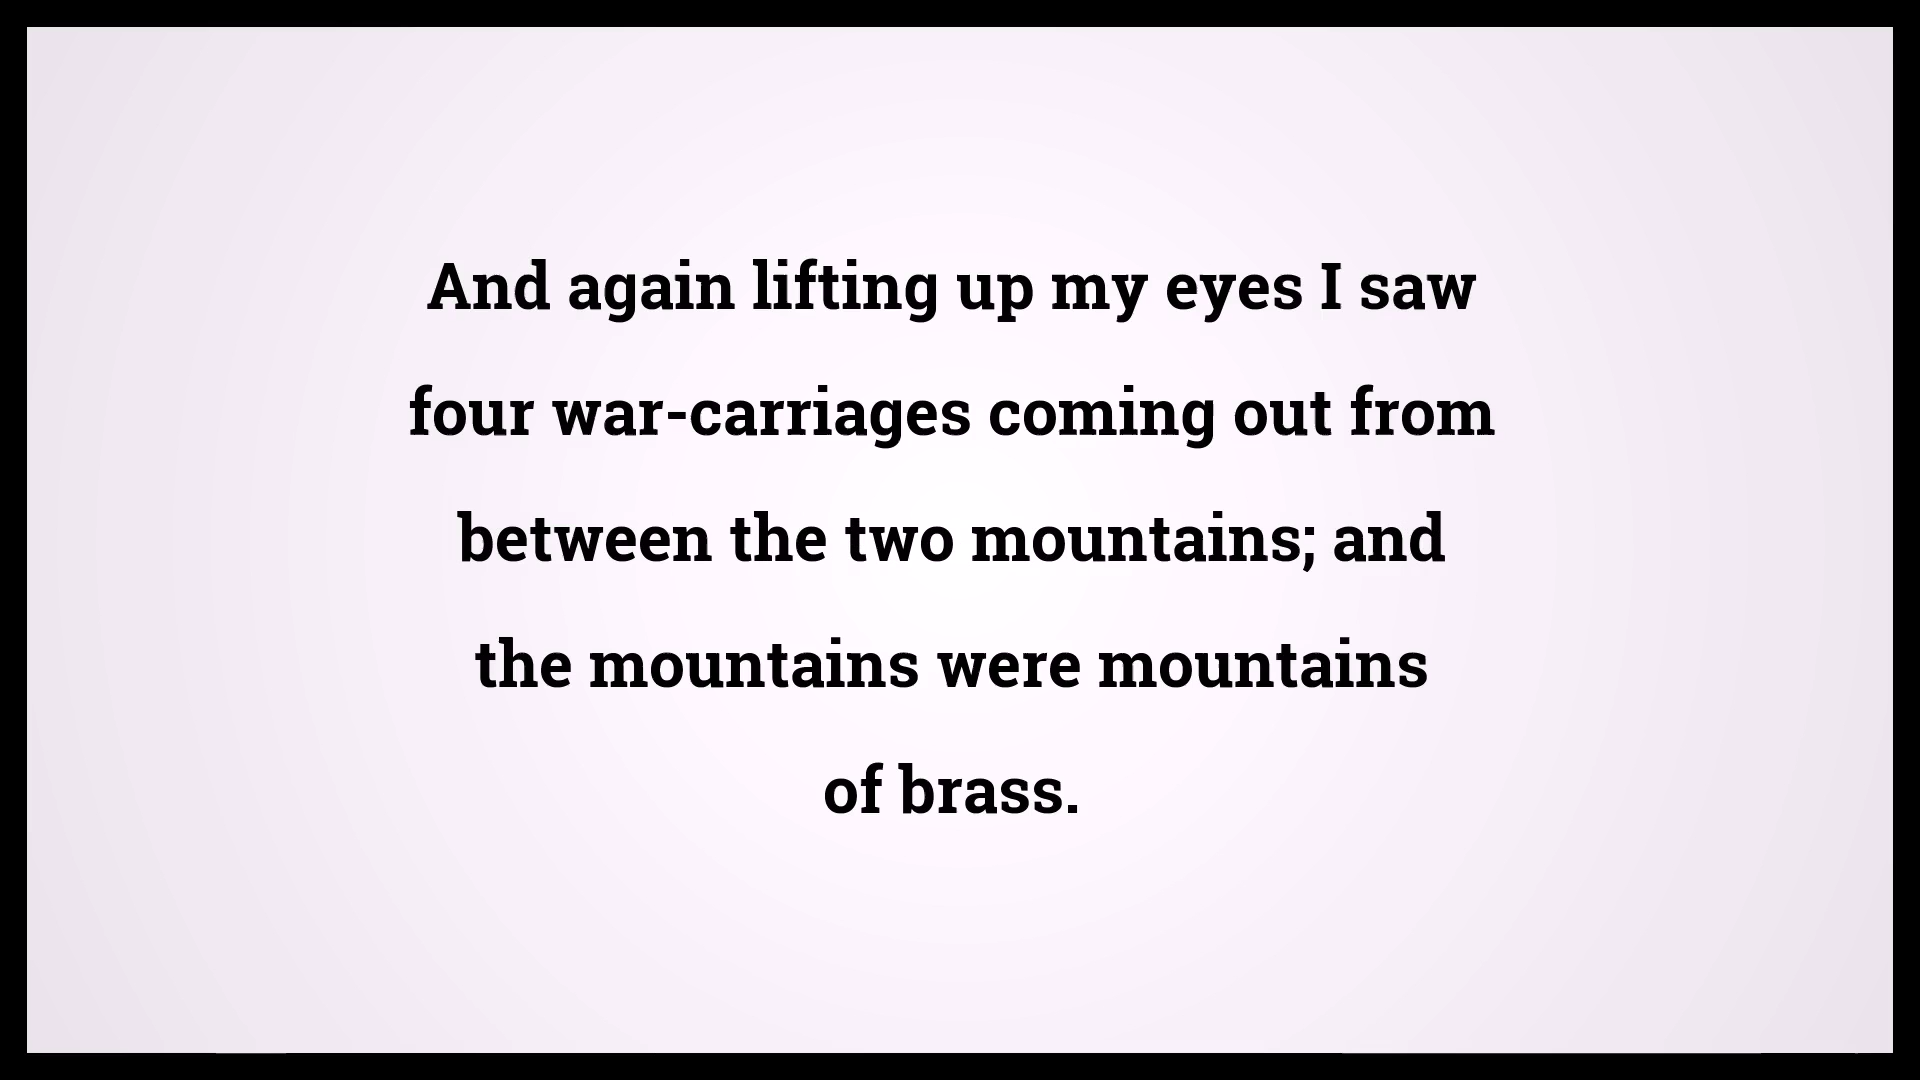 And again lifting up my eyes I saw
four war-carriages coming out from
between the two mountains; and
the mountains were mountains
of brass.